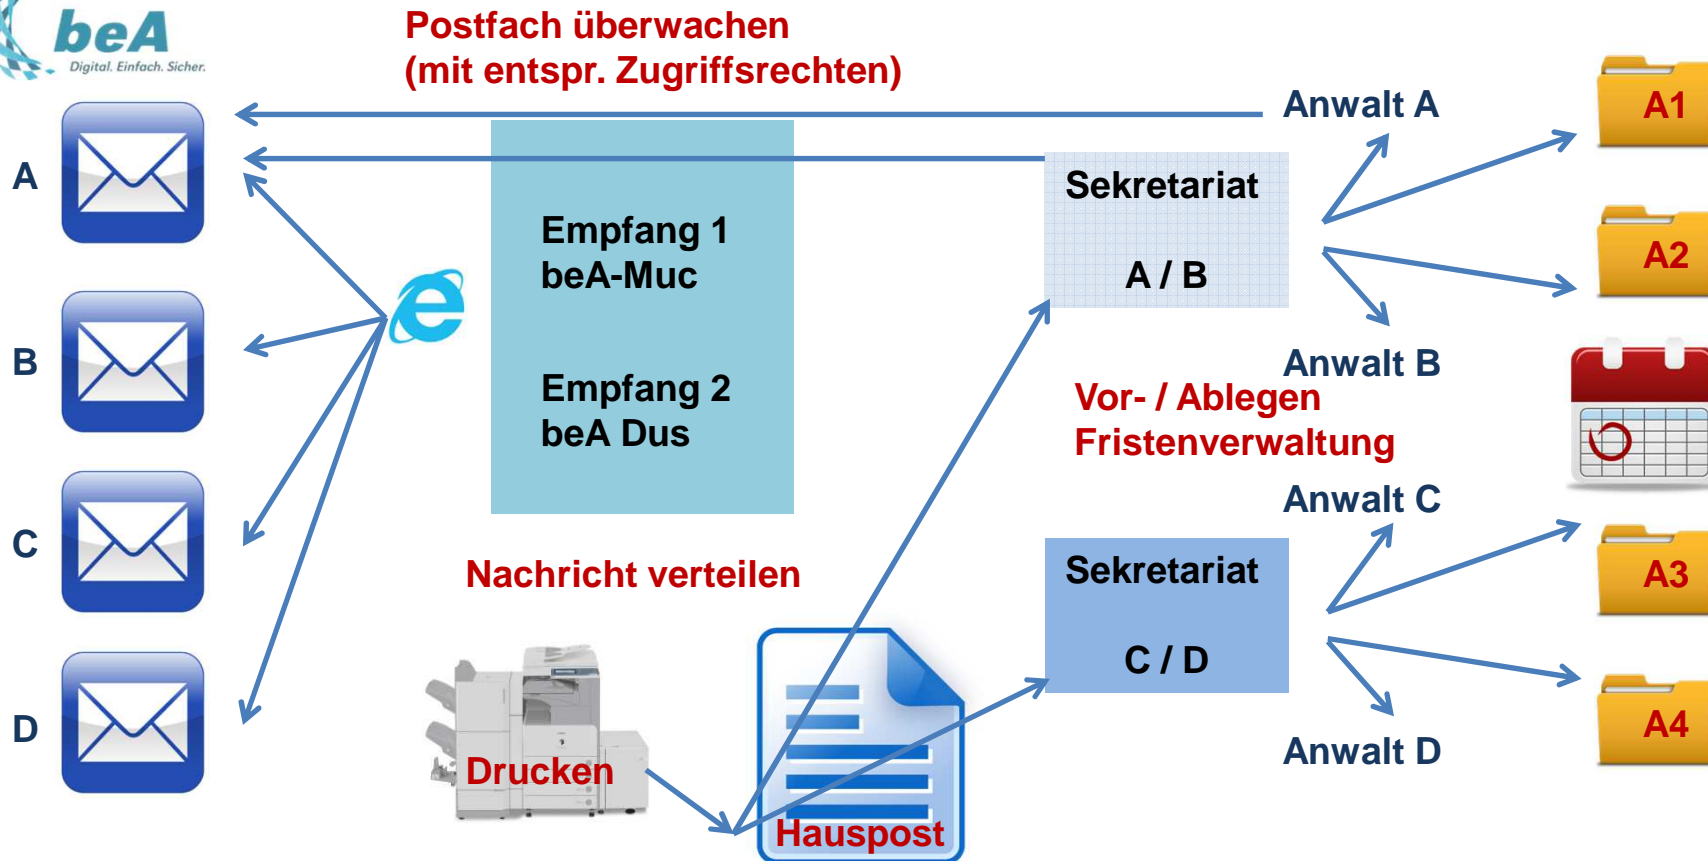 beA
Digital. Einfach. Sicher.
Postfach überwachen
(mit entspr. Zugriffsrechten)
A
B
C
D
Empfang 1
beA-Muc
Empfang 2
beA Dus
Nachricht verteilen
Drucken
Hauspost
Sekretariat
A / B
Anwalt A
Anwalt B
Vor- / Ablegen
Fristenverwaltung
Anwalt C
Sekretariat
C / D
Anwalt D
A1
A2
A3
A4